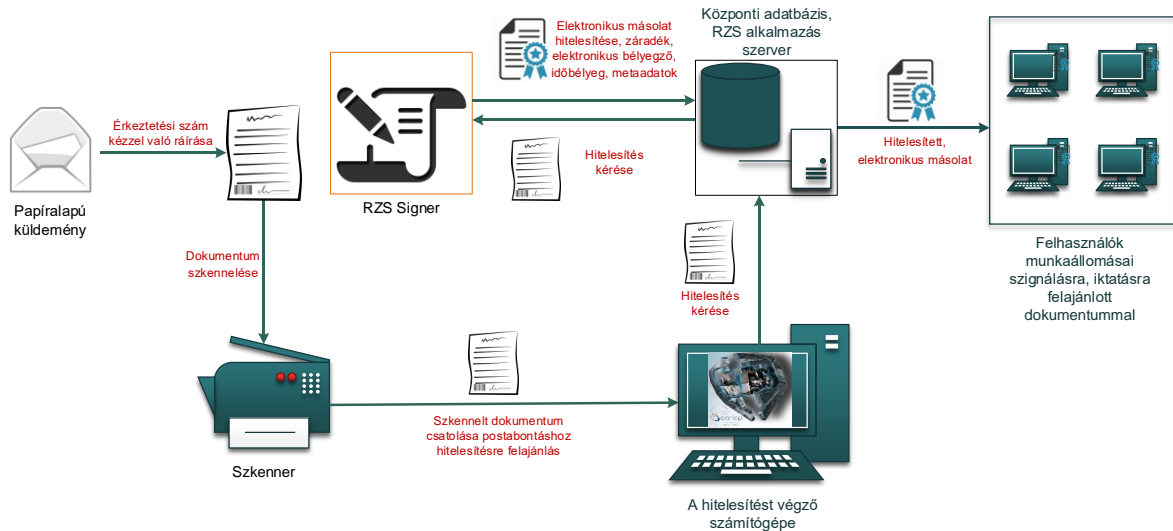 Elektronikus másolat
hitelesítése, záradék,
elektronikus bélyegző,
időbélyeg, metaadatok
Központi adatbázis,
RZS alkalmazás
szerver
Érkeztetési szám
kézzel való ráírása
Hitelesítés
kérése
Hitelesített,
elektronikus másolat
Papíralapú
küldemény
RZS Signer
Dokumentum
szkennelése
Hitelesítés
kérése
Felhasználók
munkaállomásai
szignálásra, iktatásra
felajánlott
dokumentummal
Szkennelt dokumentum
csatolása postabontáshoz
hitelesítésre felajánlás
Szkenner
A hitelesítést végző
számítógépe